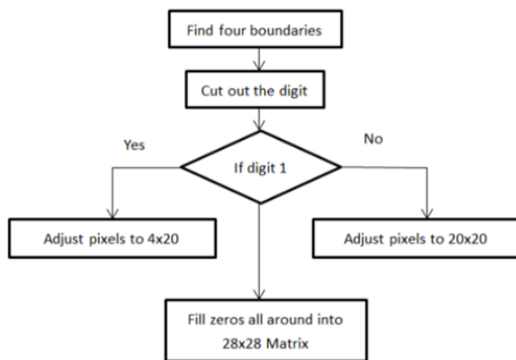 Find four boundaries
Cut out the digit
Yes
No
If digit 1
Adjust pixels to 4x20
Adjust pixels to 20x20
Fill zeros all around into
28x28 Matrix